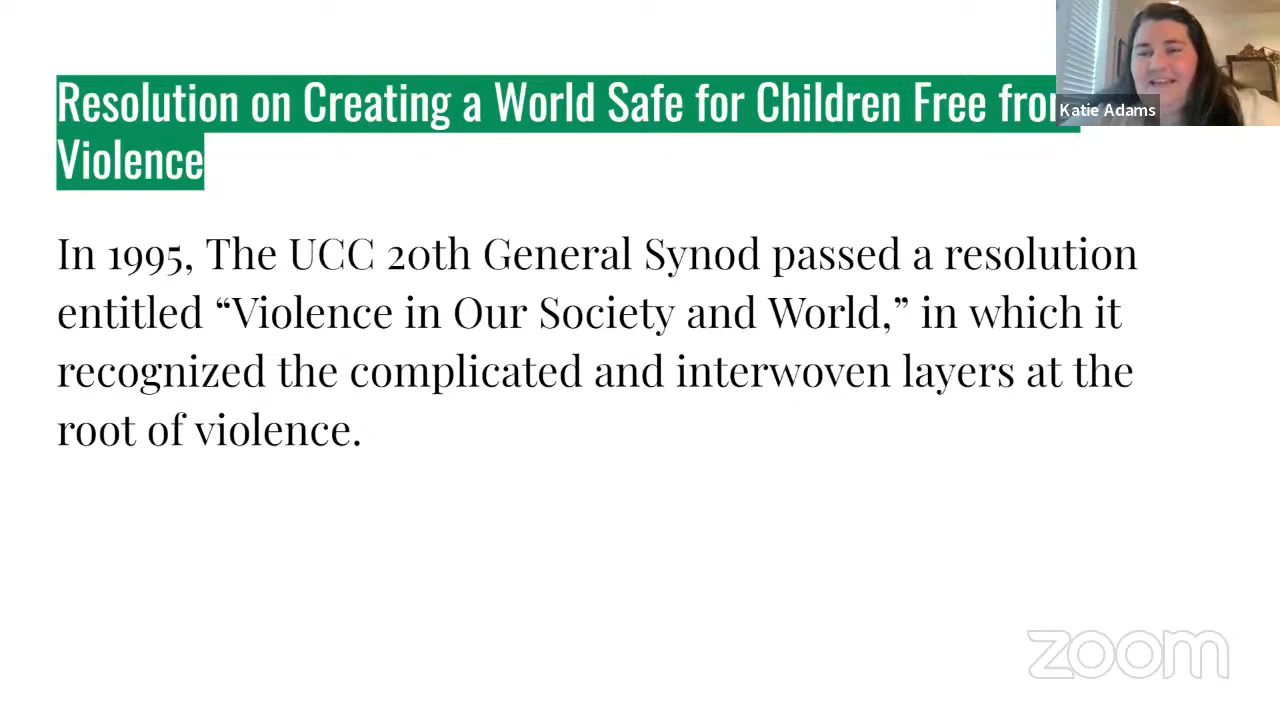 Resolution on Creating a World Safe for Children Free from
Violence
Katie Adams
In 1995, The UCC 20th General Synod passed a resolution
entitled “Violence in Our Society and World,” in which it
recognized the complicated and interwoven layers at the
root of violence.
zoom